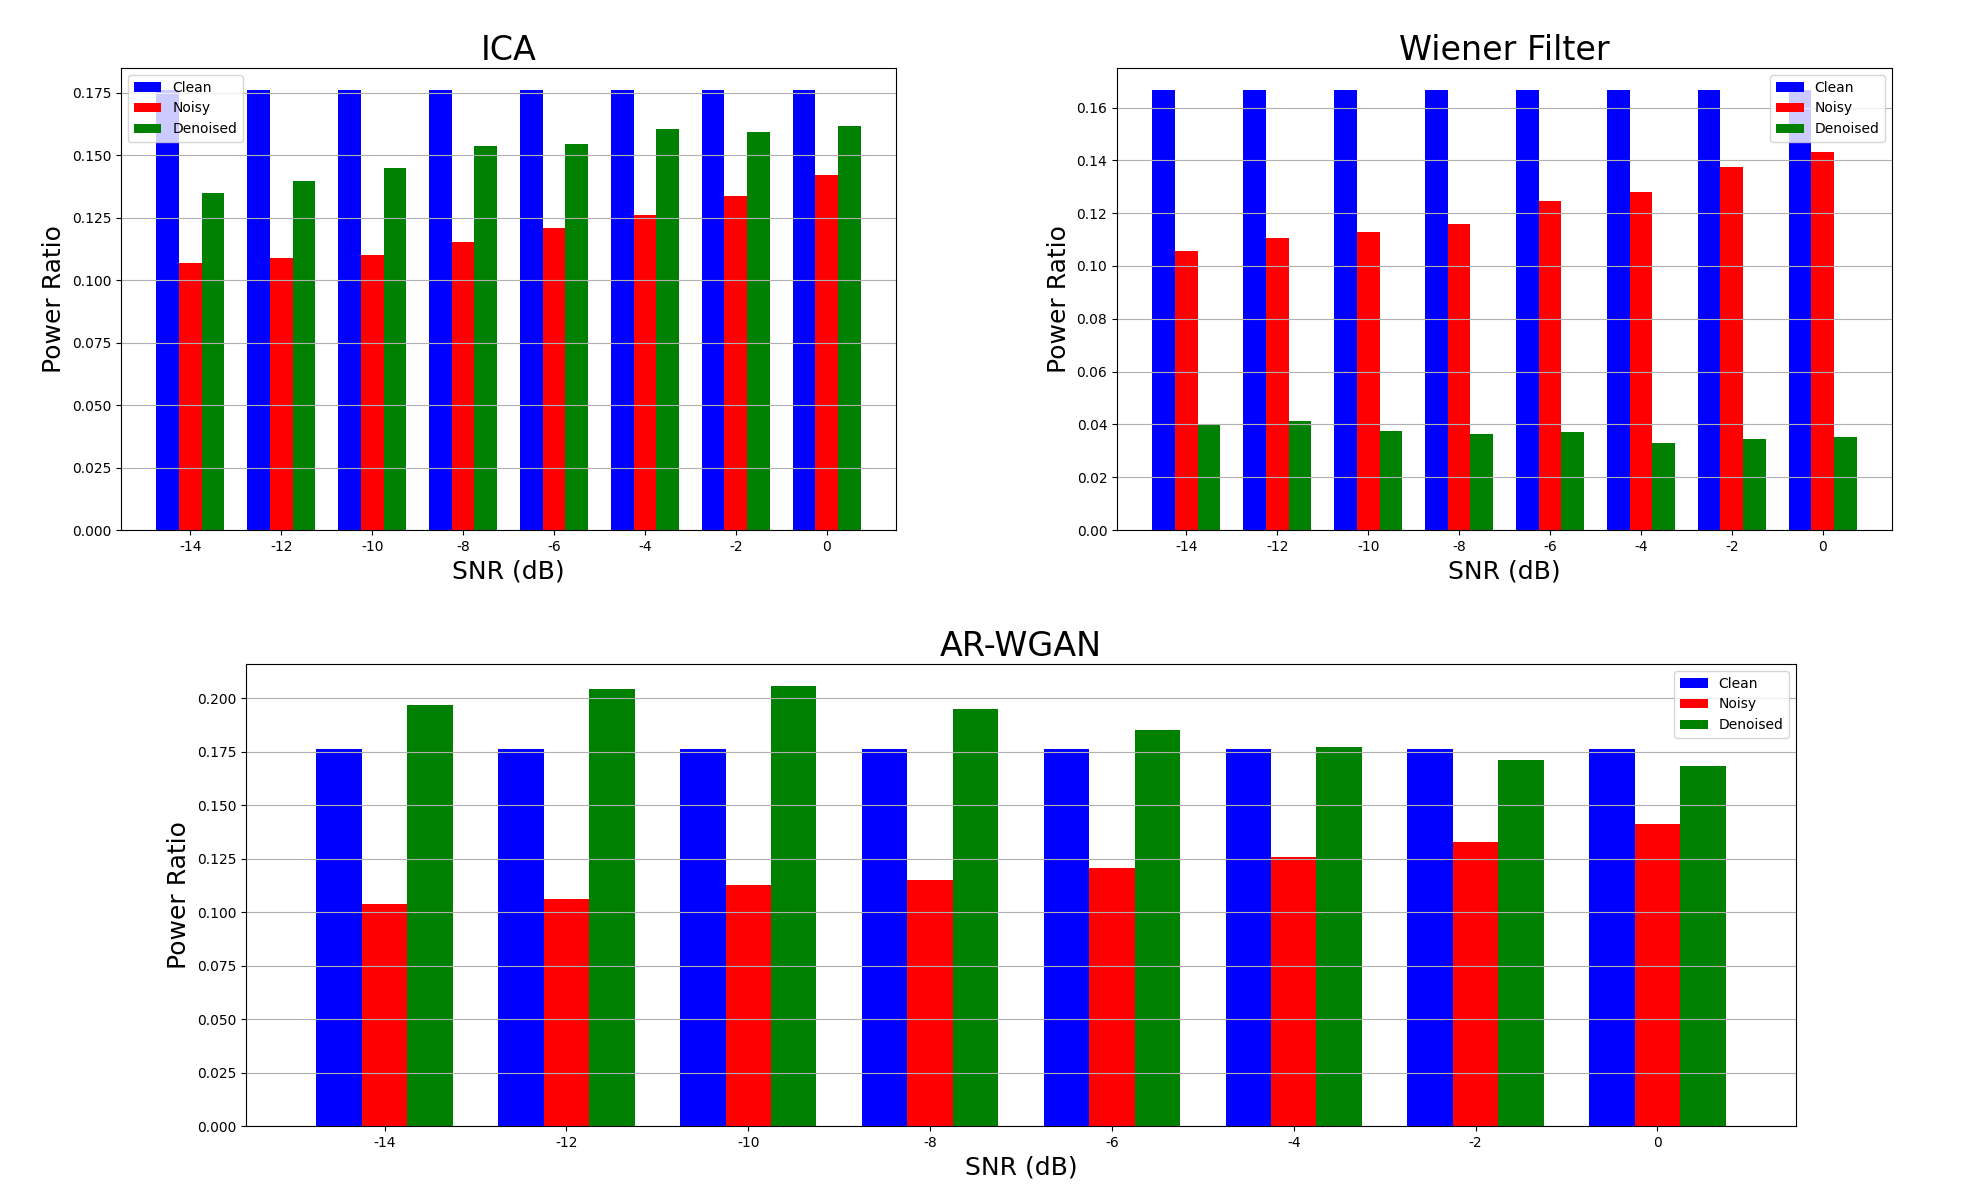 ICA
Clean
Noisy
Denoised
Power Ratio
0.175
0.150
0.125
0.100
0.075
0.050
0.025
0.000
-14 -12 -10 -8 -6 -4 -2 0
SNR (dB)
Wiener Filter
Clean
Noisy
Denoised
Power Ratio
0.16
0.14
0.12
0.10
0.08
0.06
0.04
0.02
0.00
-14 -12 -10 -8 -6 -4 -2 0
SNR (dB)
AR-WGAN
Clean
Noisy
Denoised
Power Ratio
0.200
0.175
0.150
0.125
0.100
0.075
0.050
0.025
0.000
-14 -12 -10 -8 -6 -4 -2 0
SNR (dB)